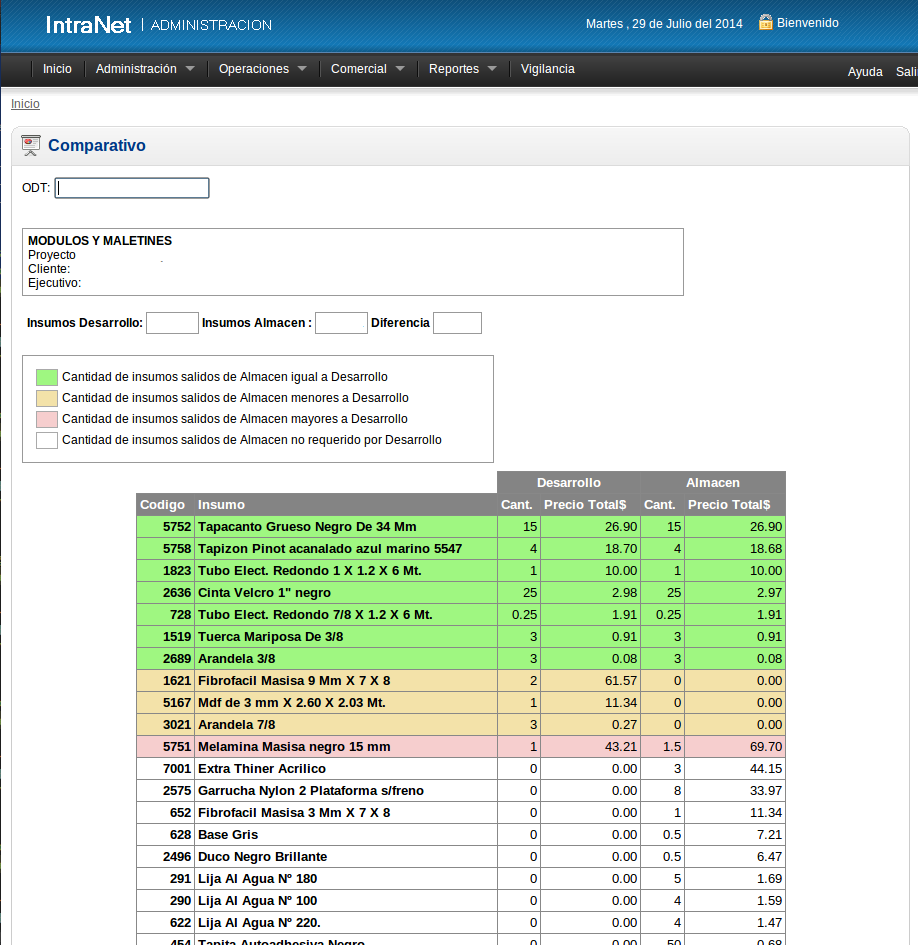 IntraNet | ADMINISTRACION
Martes , 29 de Julio del 2014 Bienvenido
Inicio Administración Operaciones Comercial Reportes Vigilancia
Ayuda Sali
Inicio
Comparativo
ODT:
MODULOS Y MALETINES
Proyecto
Cliente:
Ejecutivo:
Insumos Desarrollo: Insumos Almacen : Diferencia
Cantidad de insumos salidos de Almacen igual a Desarrollo
Cantidad de insumos salidos de Almacen menores a Desarrollo
Cantidad de insumos salidos de Almacen mayores a Desarrollo
Cantidad de insumos salidos de Almacen no requerido por Desarrollo
Desarrollo Almacen
Codigo Insumo Cant. Precio Total$ Cant. Precio Total$
5752 Tapacanto Grueso Negro De 34 Mm 15 26.90 15 26.90
5758 Tapizon Pinot acanalado azul marino 5547 4 18.70 4 18.68
1823 Tubo Elect. Redondo 1 X 1.2 X 6 Mt. 1 10.00 1 10.00
2636 Cinta Velcro 1" negro 25 2.98 25 2.97
728 Tubo Elect. Redondo 7/8 X 1.2 X 6 Mt. 0.25 1.91 0.25 1.91
1519 Tuerca Mariposa De 3/8 3 0.91 3 0.91
2689 Arandela 3/8 3 0.08 3 0.08
1621 Fibrofacil Masisa 9 Mm X 7 X 8 2 61.57 0 0.00
5167 Mdf de 3 mm X 2.60 X 2.03 Mt. 1 11.34 0 0.00
3021 Arandela 7/8 3 0.27 0 0.00
5751 Melamina Masisa negro 15 mm 1 43.21 1.5 69.70
7001 Extra Thiner Acrilico 0 0.00 3 44.15
2575 Garrucha Nylon 2 Plataforma s/freno 0 0.00 8 33.97
652 Fibrofacil Masisa 3 Mm X 7 X 8 0 0.00 1 11.34
628 Base Gris 0 0.00 0.5 7.21
2496 Duco Negro Brillante 0 0.00 0.5 6.47
291 Lija Al Agua Nº 180 0 0.00 5 1.69
290 Lija Al Agua Nº 100 0 0.00 4 1.59
622 Lija Al Agua Nº 220. 0 0.00 4 1.47
454 Tapita Autoadhesiva Negro 0 0.00 50 0.68